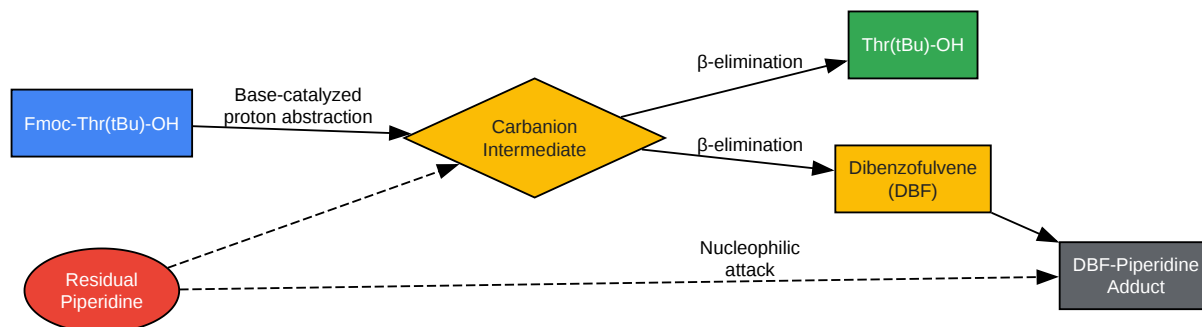 Thr(tBu)-OH
β-elimination
Base-catalyzed
proton abstraction
Fmoc-Thr(tBu)-OH
Carbanion
Intermediate
β-elimination
Dibenzofulvene
(DBF)
Nucleophilic
attack
Residual
Piperidine
DBF-Piperidine
Adduct